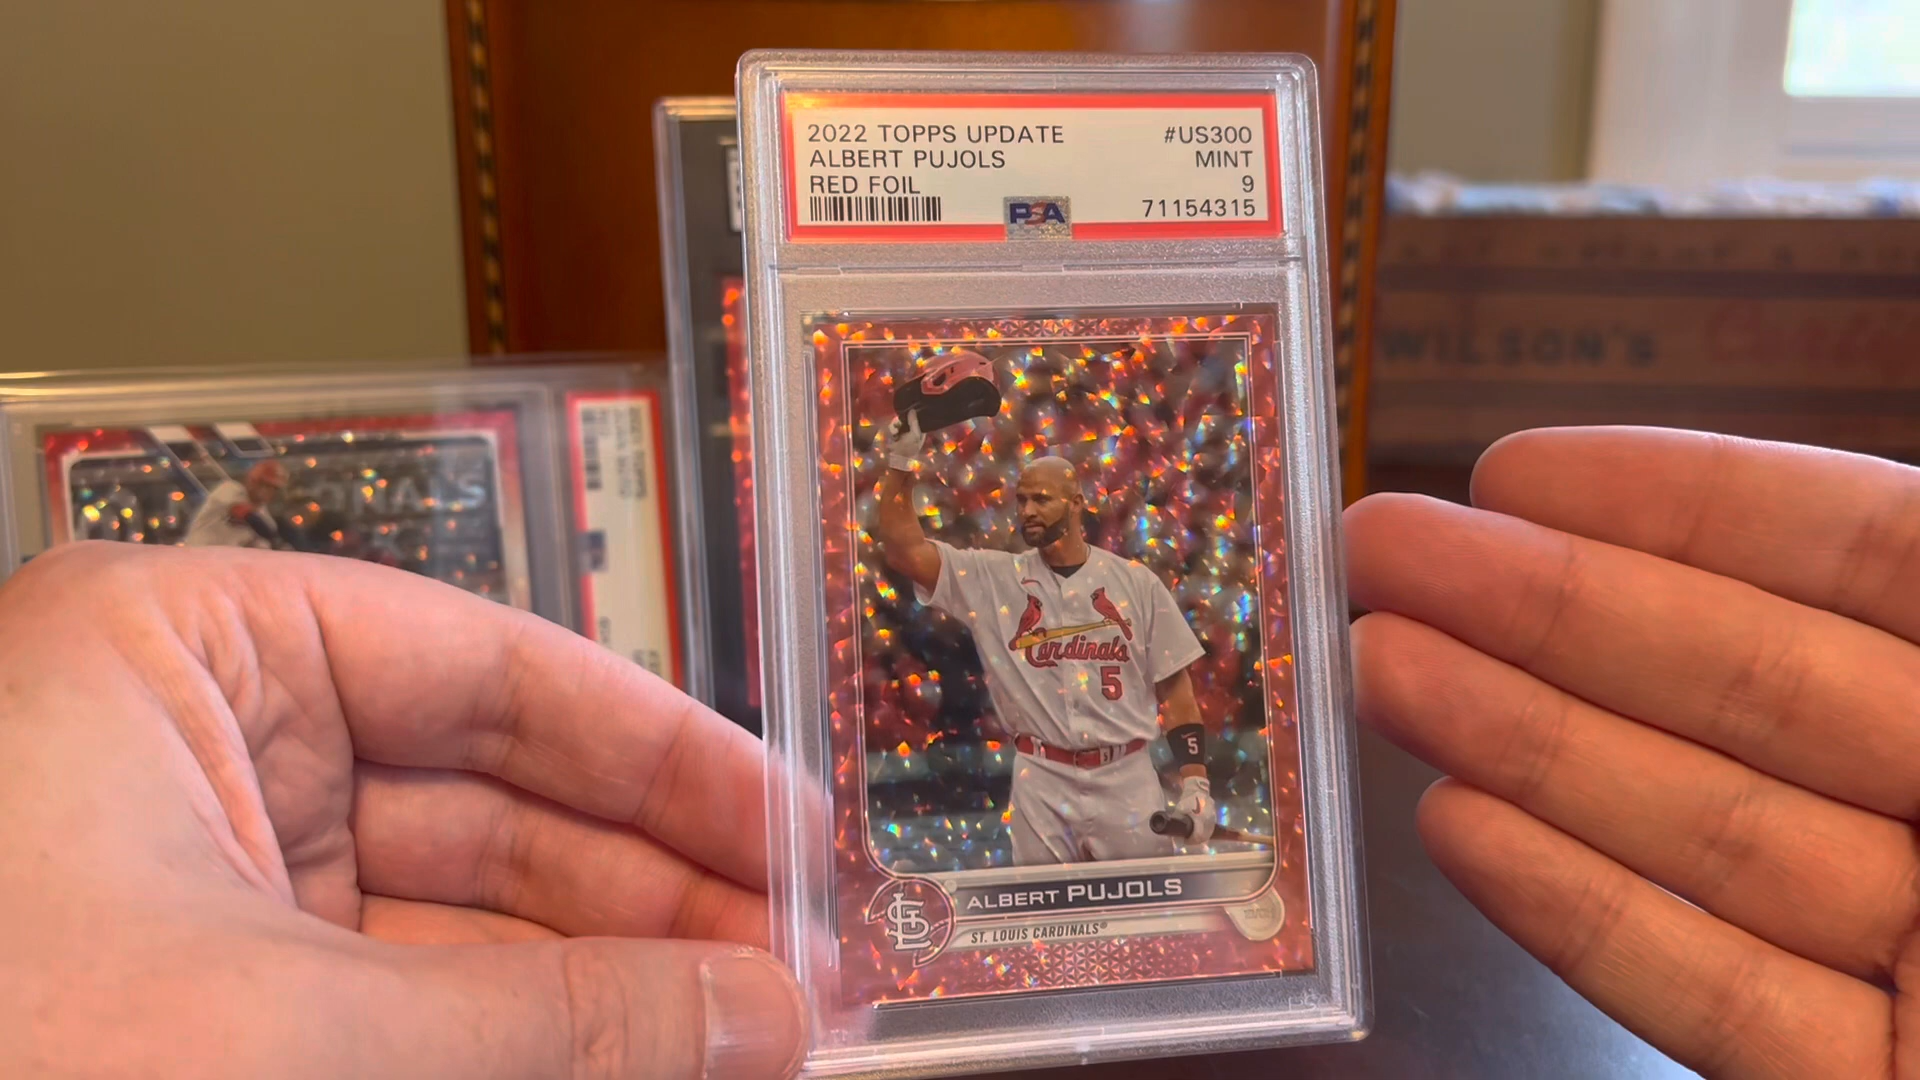 2022 TOPPS UPDATE #US300
ALBERT PUJOLS MINT
RED FOIL 9
PSA 71154315
Cardinals
5
5
ALBERT PUJOLS
STL
ST. LOUIS CARDINALS®
WILSON'S